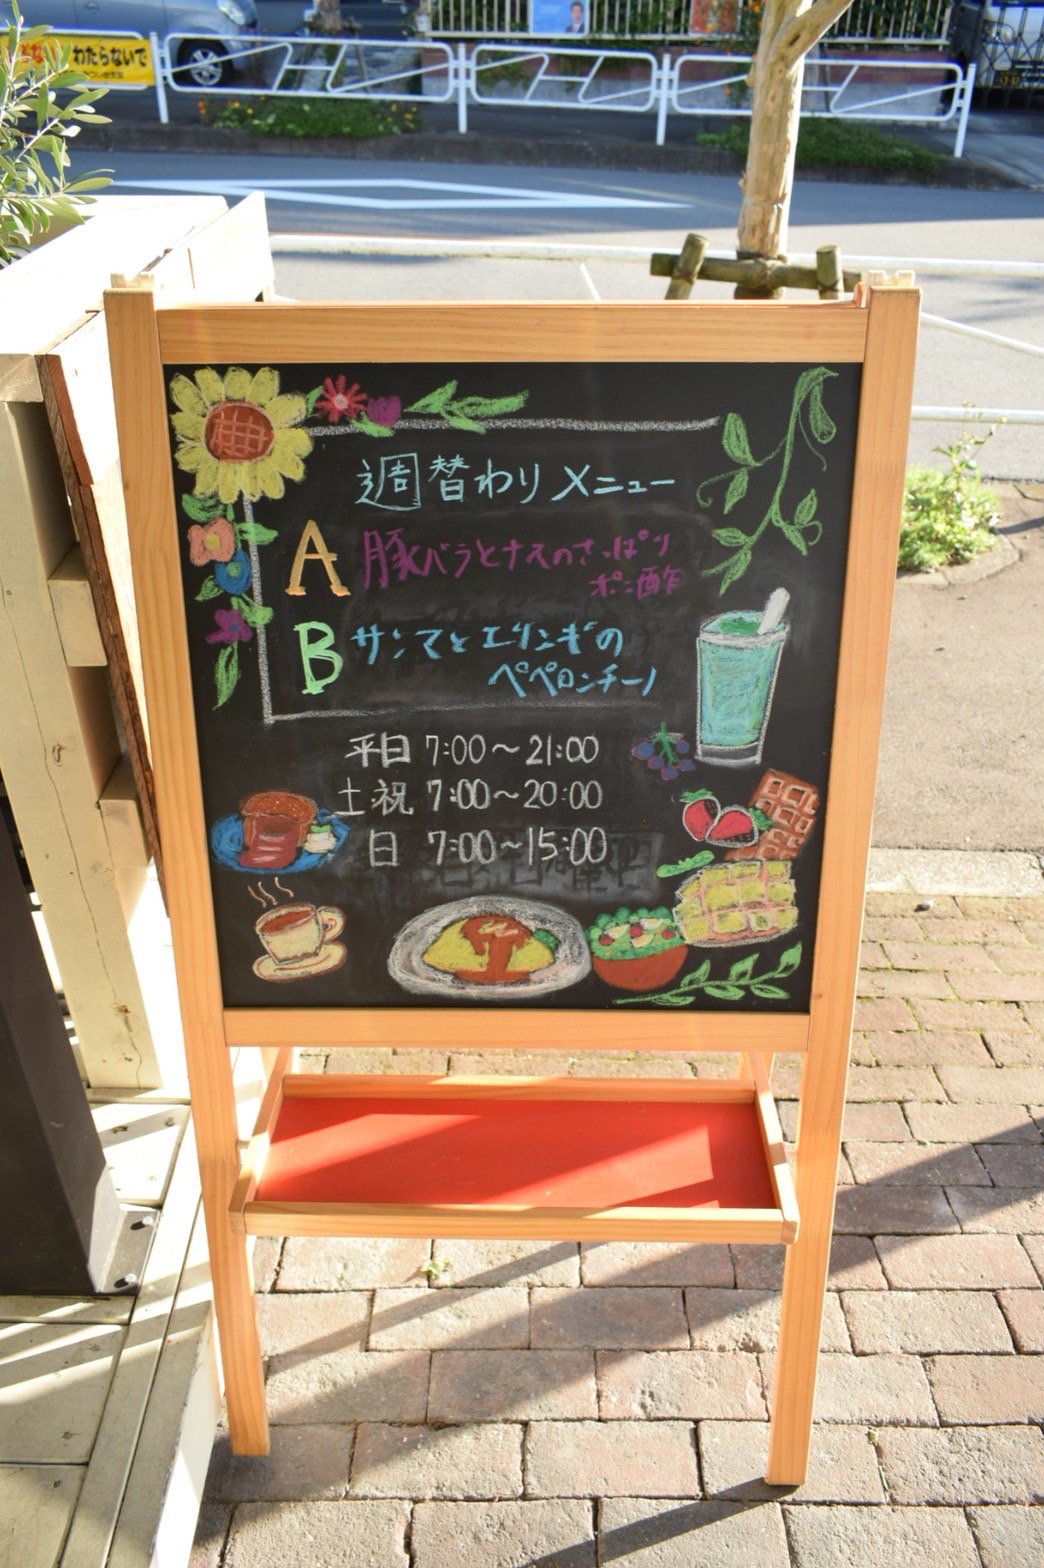 わたらないで
週替わりメニュー
A 豚バラとナスのさっぱり
ポン酢
B サンマとエリンギの
ペペロンチーノ
平日 7:00〜21:00
土祝 7:00〜20:00
日 7:00〜15:00